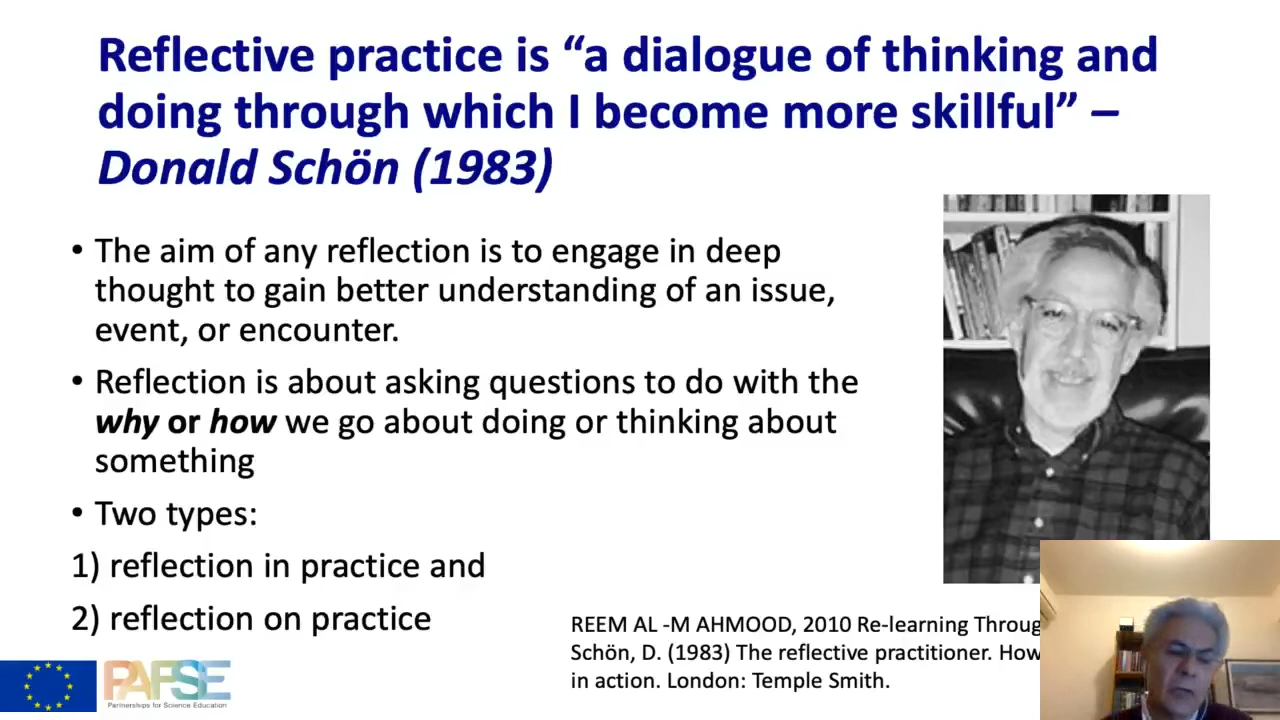 Reflective practice is “a dialogue of thinking and
doing through which I become more skillful” –
Donald Schön (1983)
• The aim of any reflection is to engage in deep
thought to gain better understanding of an issue,
event, or encounter.
• Reflection is about asking questions to do with the
why or how we go about doing or thinking about
something
• Two types:
1) reflection in practice and
2) reflection on practice
REEM AL -M AHMOOD, 2010 Re-learning Throug
Schön, D. (1983) The reflective practitioner. How
in action. London: Temple Smith.
PAFSE
Partnerships for Science Education